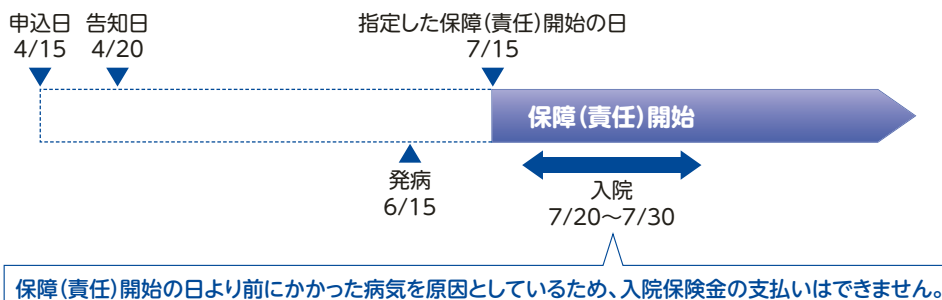 申込日 告知日 指定した保障(責任)開始の日
4/15 4/20 7/15
保障(責任)開始
発病
6/15
入院
7/20〜7/30
保障(責任)開始の日より前にかかった病気を原因としているため、入院保険金の支払いはできません。